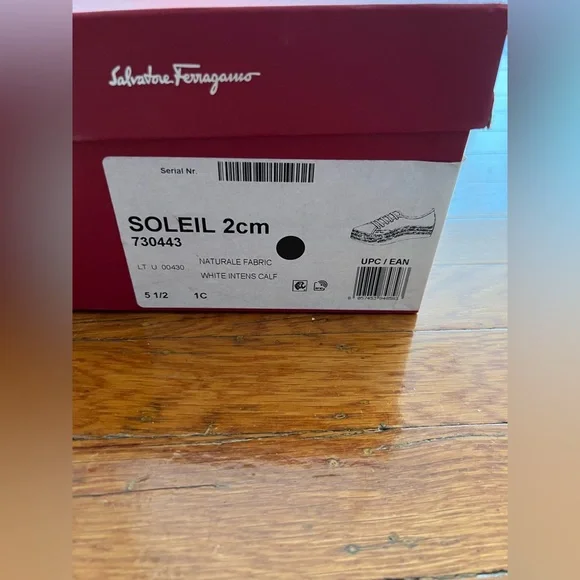 Salvatore Ferragamo
Serial Nr.
SOLEIL 2cm
730443
UPC / EAN
NATURALE FABRIC
LT U 00430
WHITE INTENS CALF
5 1/2 1C